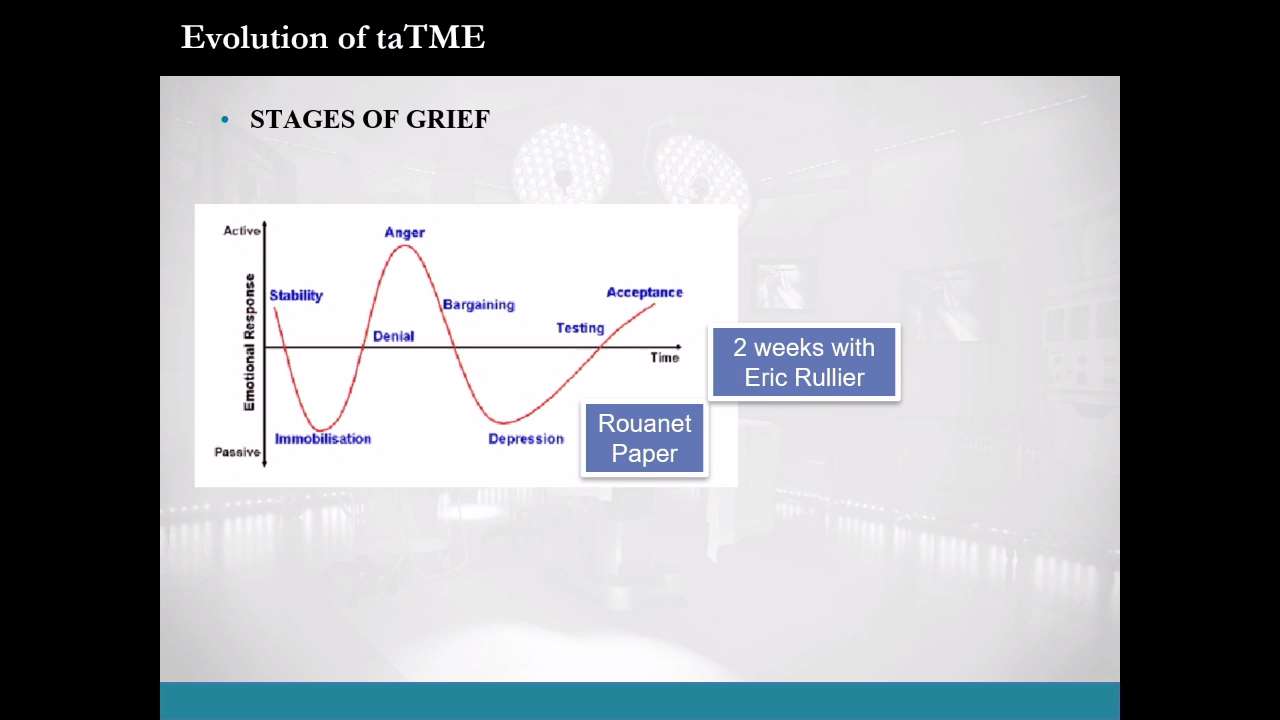 Evolution of taTME
• STAGES OF GRIEF
Active
Anger
Stability
Acceptance
Bargaining
Testing
Denial
Emotional Response
Time
2 weeks with
Eric Rullier
Immobilisation
Depression
Rouanet
Paper
Passive